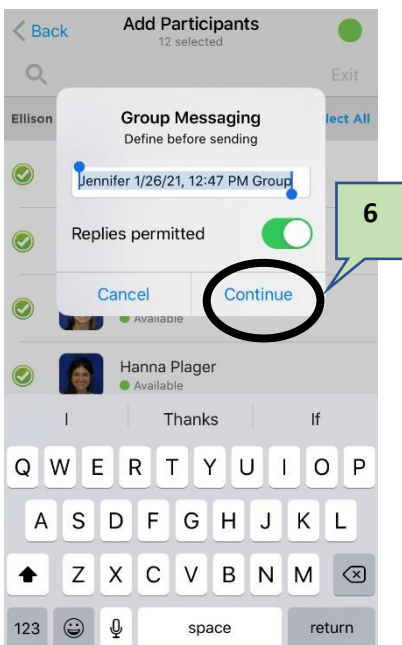 Back
Add Participants
12 selected
Exit
Ellison
lect All
Group Messaging
Define before sending
Jennifer 1/26/21, 12:47 PM Group
Replies permitted
6
Cancel
Continue
Available
Hanna Plager
Available
I Thanks If
Q W E R T Y U I O P
A S D F G H J K L
Z X C V B N M
123 space return